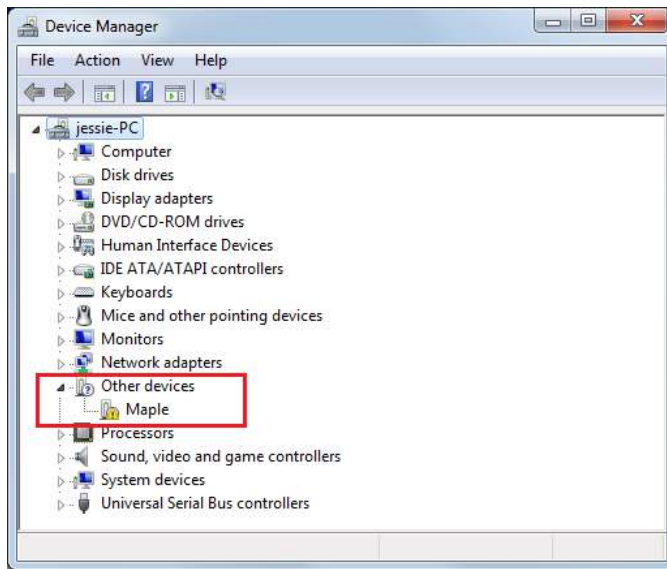 Device Manager
File Action View Help
jessie-PC
Computer
Disk drives
Display adapters
DVD/CD-ROM drives
Human Interface Devices
IDE ATA/ATAPI controllers
Keyboards
Mice and other pointing devices
Monitors
Network adapters
Other devices
Maple
Processors
Sound, video and game controllers
System devices
Universal Serial Bus controllers